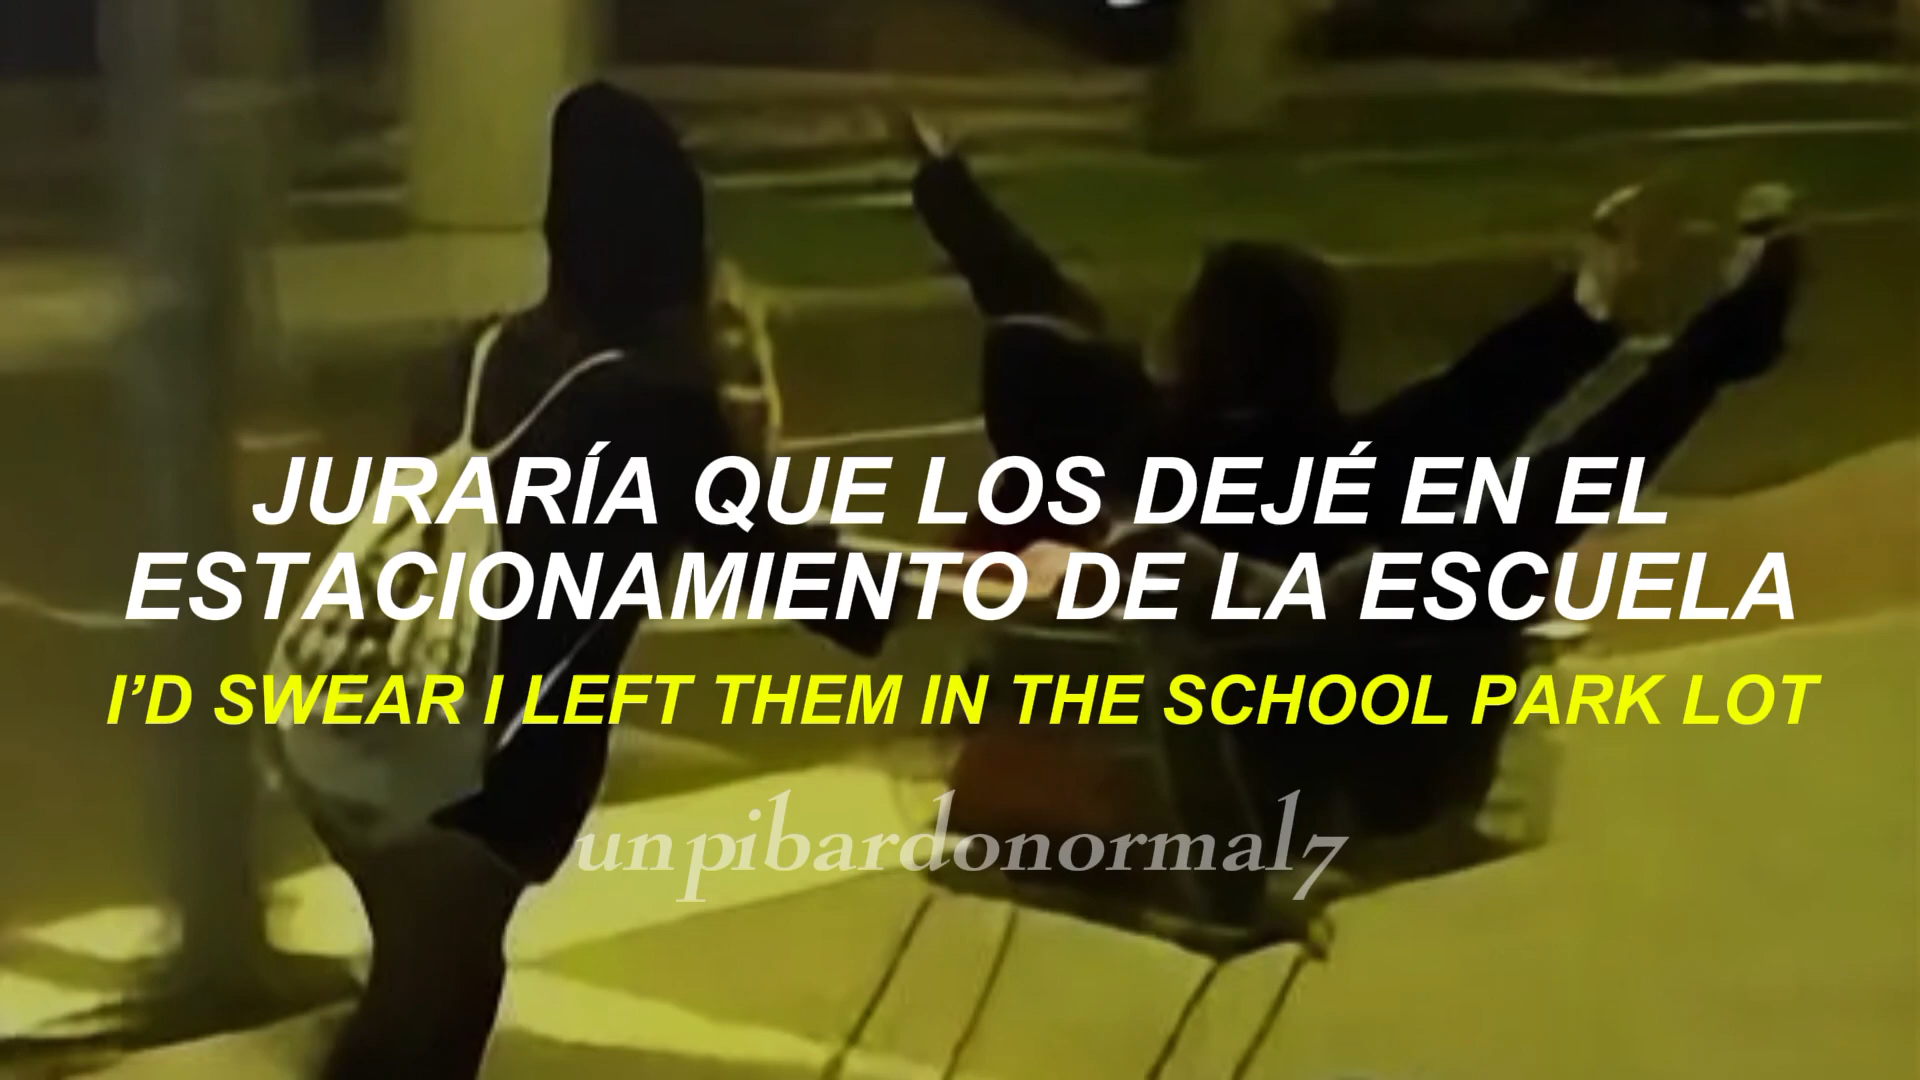 JURARÍA QUE LOS DEJÉ EN EL
ESTACIONAMIENTO DE LA ESCUELA
I’D SWEAR I LEFT THEM IN THE SCHOOL PARK LOT
unpibardonormal7